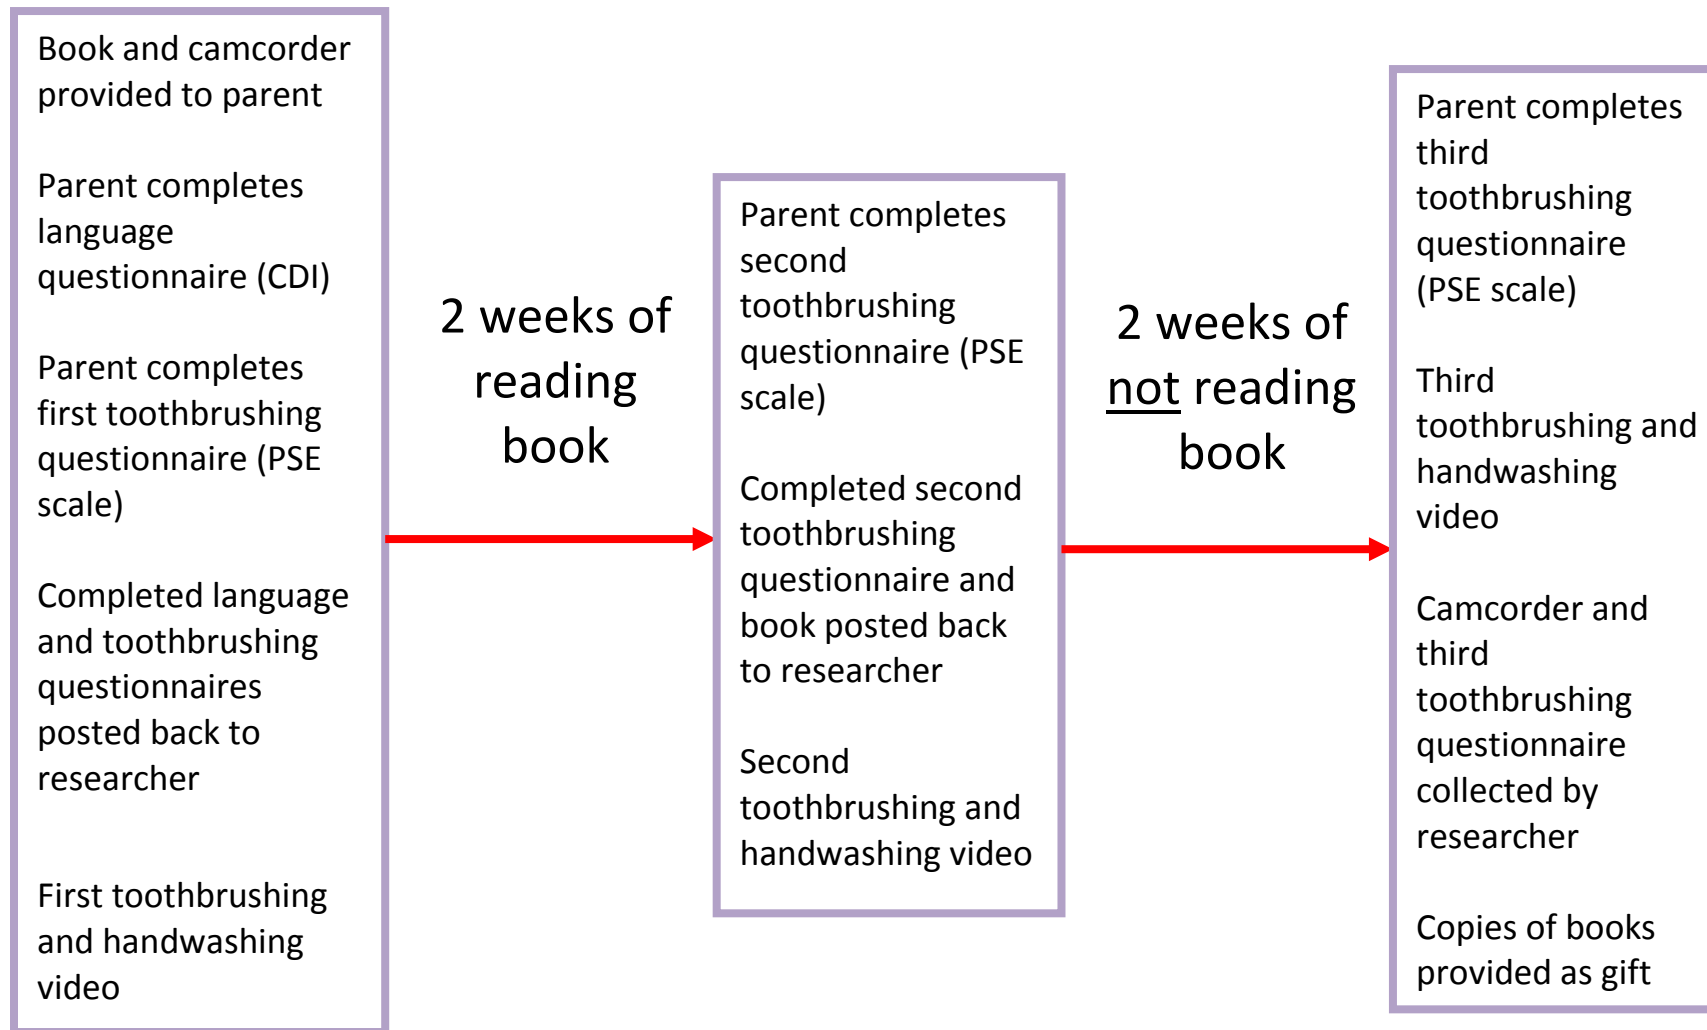 Book and camcorder
provided to parent
Parent completes
language
questionnaire (CDI)
Parent completes
first toothbrushing
questionnaire (PSE
scale)
Completed language
and toothbrushing
questionnaires
posted back to
researcher
First toothbrushing
and handwashing
video
2 weeks of
reading
book
Parent completes
second
toothbrushing
questionnaire (PSE
scale)
Completed second
toothbrushing
questionnaire and
book posted back
to researcher
Second
toothbrushing and
handwashing video
2 weeks of
not reading
book
Parent completes
third
toothbrushing
questionnaire
(PSE scale)
Third
toothbrushing and
handwashing
video
Camcorder and
third
toothbrushing
questionnaire
collected by
researcher
Copies of books
provided as gift